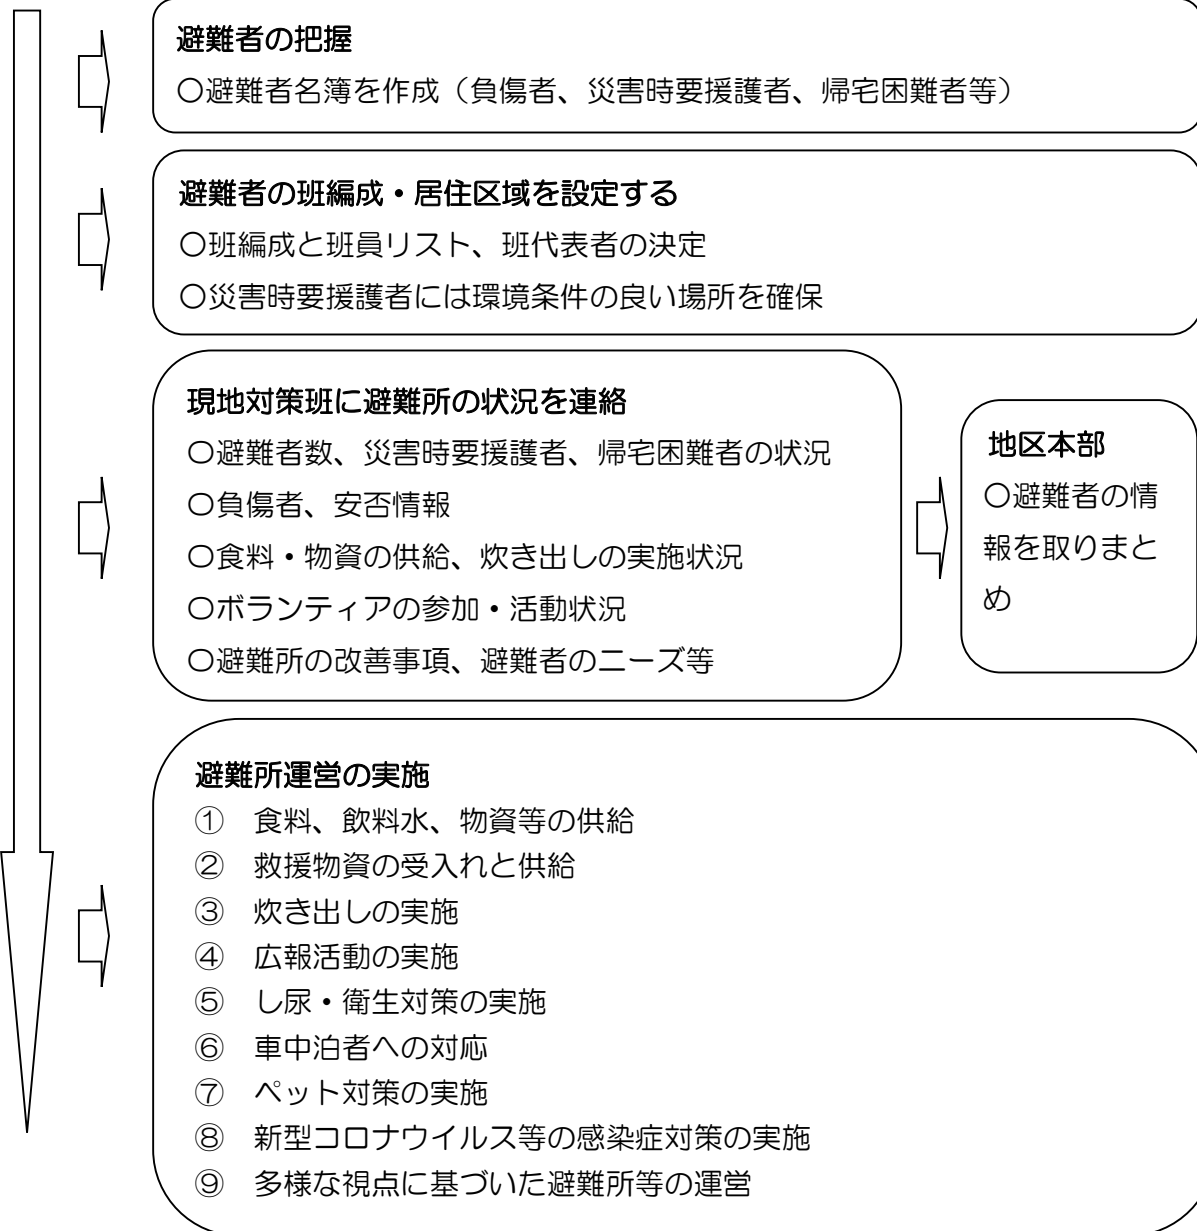 避難者の把握
〇避難者名簿を作成（負傷者、災害時要援護者、帰宅困難者等）
避難者の班編成・居住区域を設定する
〇班編成と班員リスト、班代表者の決定
〇災害時要援護者には環境条件の良い場所を確保
現地対策班に避難所の状況を連絡
〇避難者数、災害時要援護者、帰宅困難者の状況
〇負傷者、安否情報
〇食料・物資の供給、炊き出しの実施状況
〇ボランティアの参加・活動状況
〇避難所の改善事項、避難者のニーズ等
地区本部
〇避難者の情
報を取りまと
め
避難所運営の実施
①　食料、飲料水、物資等の供給
②　救援物資の受入れと供給
③　炊き出しの実施
④　広報活動の実施
⑤　し尿・衛生対策の実施
⑥　車中泊者への対応
⑦　ペット対策の実施
⑧　新型コロナウイルス等の感染症対策の実施
⑨　多様な視点に基づいた避難所等の運営